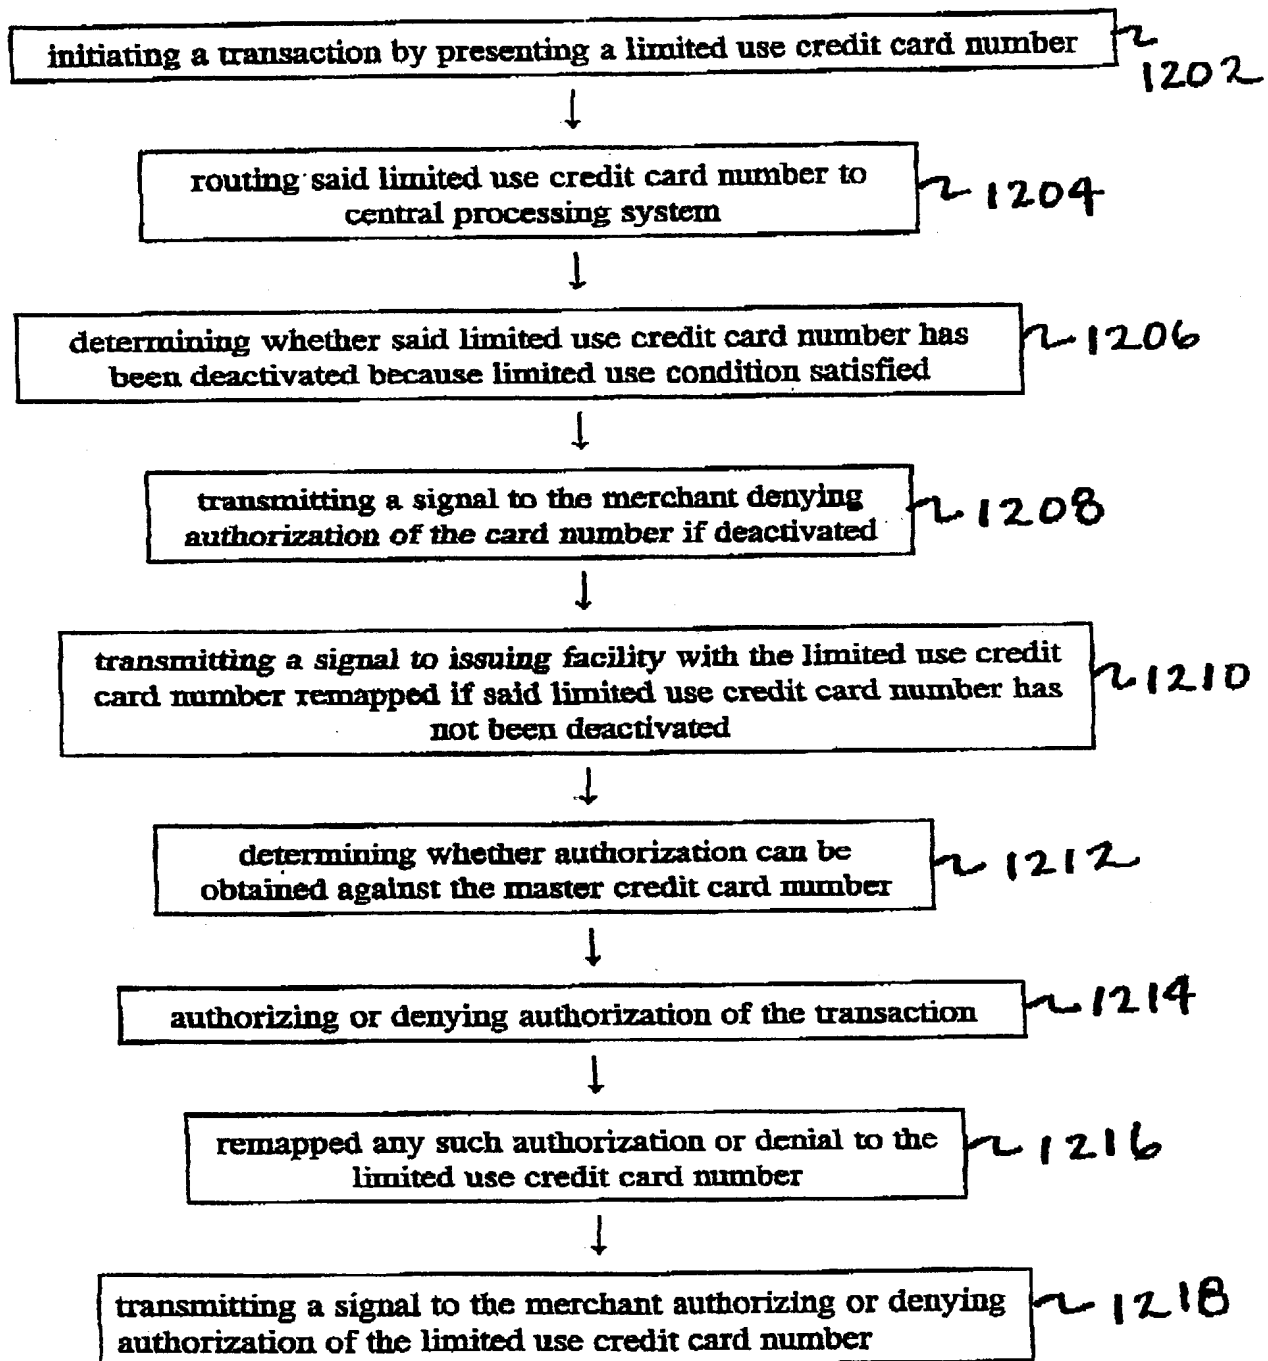 initiating a transaction by presenting a limited use credit card number
1202
routing said limited use credit card number to
central processing system
1204
determining whether said limited use credit card number has
been deactivated because limited use condition satisfied
1206
transmitting a signal to the merchant denying
authorization of the card number if deactivated
1208
transmitting a signal to issuing facility with the limited use credit
card number remapped if said limited use credit card number has
not been deactivated
1210
determining whether authorization can be
obtained against the master credit card number
1212
authorizing or denying authorization of the transaction
1214
remapped any such authorization or denial to the
limited use credit card number
1216
transmitting a signal to the merchant authorizing or denying
authorization of the limited use credit card number
1218